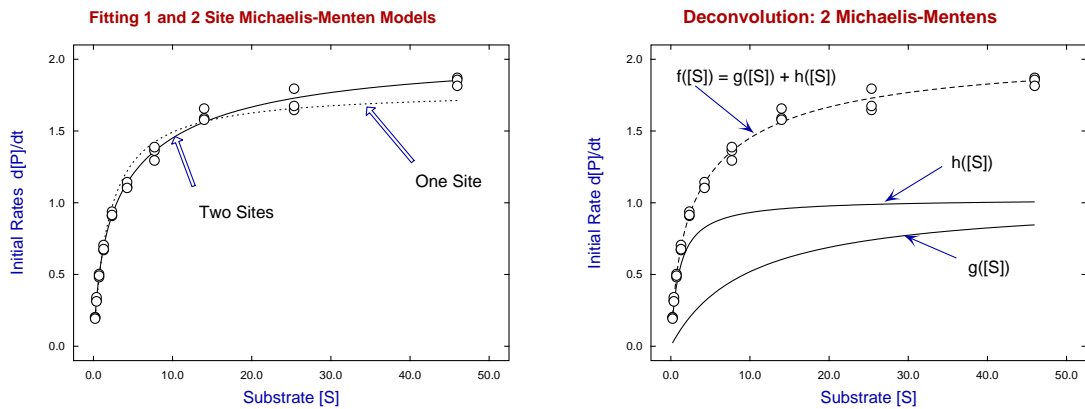 Fitting 1 and 2 Site Michaelis-Menten Models
2.0
1.5
1.0
0.5
0.0
Initial Rates d[P]/dt
One Site
Two Sites
0.0 10.0 20.0 30.0 40.0 50.0
Substrate [S]
Deconvolution: 2 Michaelis-Mentens
2.0
1.5
1.0
0.5
0.0
Initial Rate d[P]/dt
f([S]) = g([S]) + h([S])
h([S])
g([S])
0.0 10.0 20.0 30.0 40.0 50.0
Substrate [S]